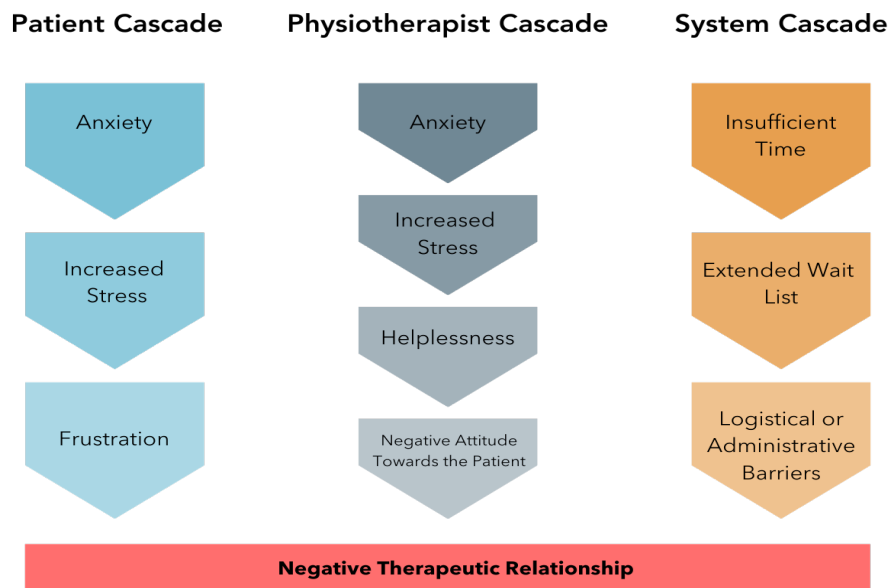 Patient Cascade
Anxiety
Increased
Stress
Frustration
Physiotherapist Cascade
Anxiety
Increased
Stress
Helplessness
Negative Attitude
Towards the Patient
System Cascade
Insufficient
Time
Extended Wait
List
Logistical or
Administrative
Barriers
Negative Therapeutic Relationship